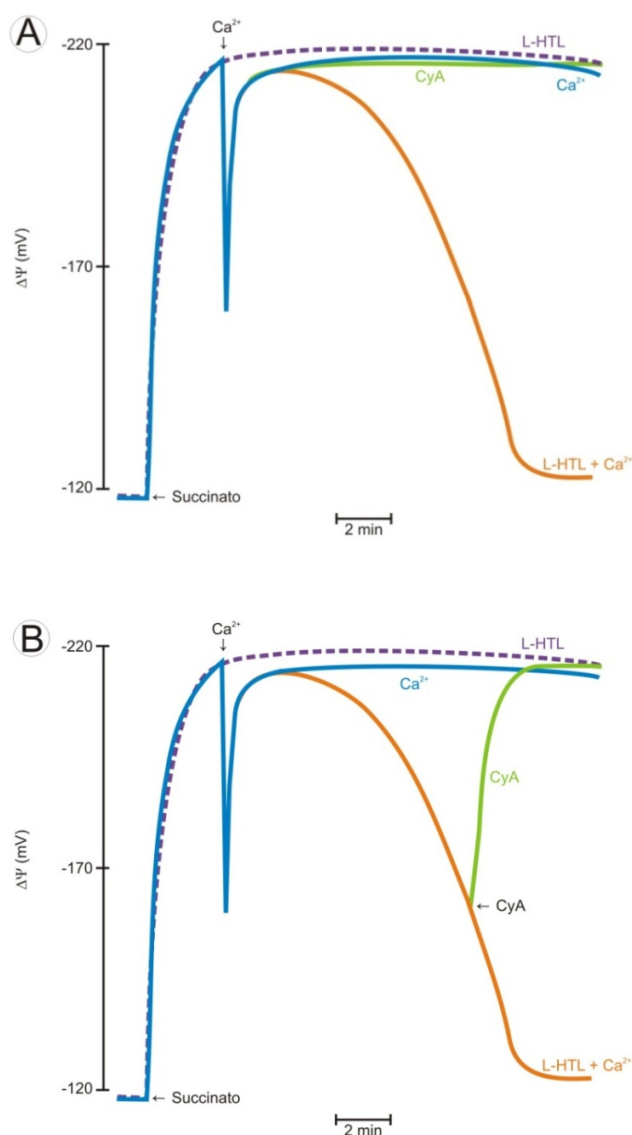 A
Ca²⁺
-220
L-HTL
CyA
Ca²⁺
ΔΨ (mV)
-170
L-HTL + Ca²⁺
-120
← Succinato
2 min
B
Ca²⁺
-220
L-HTL
Ca²⁺
CyA
ΔΨ (mV)
-170
← CyA
L-HTL + Ca²⁺
-120
← Succinato
2 min